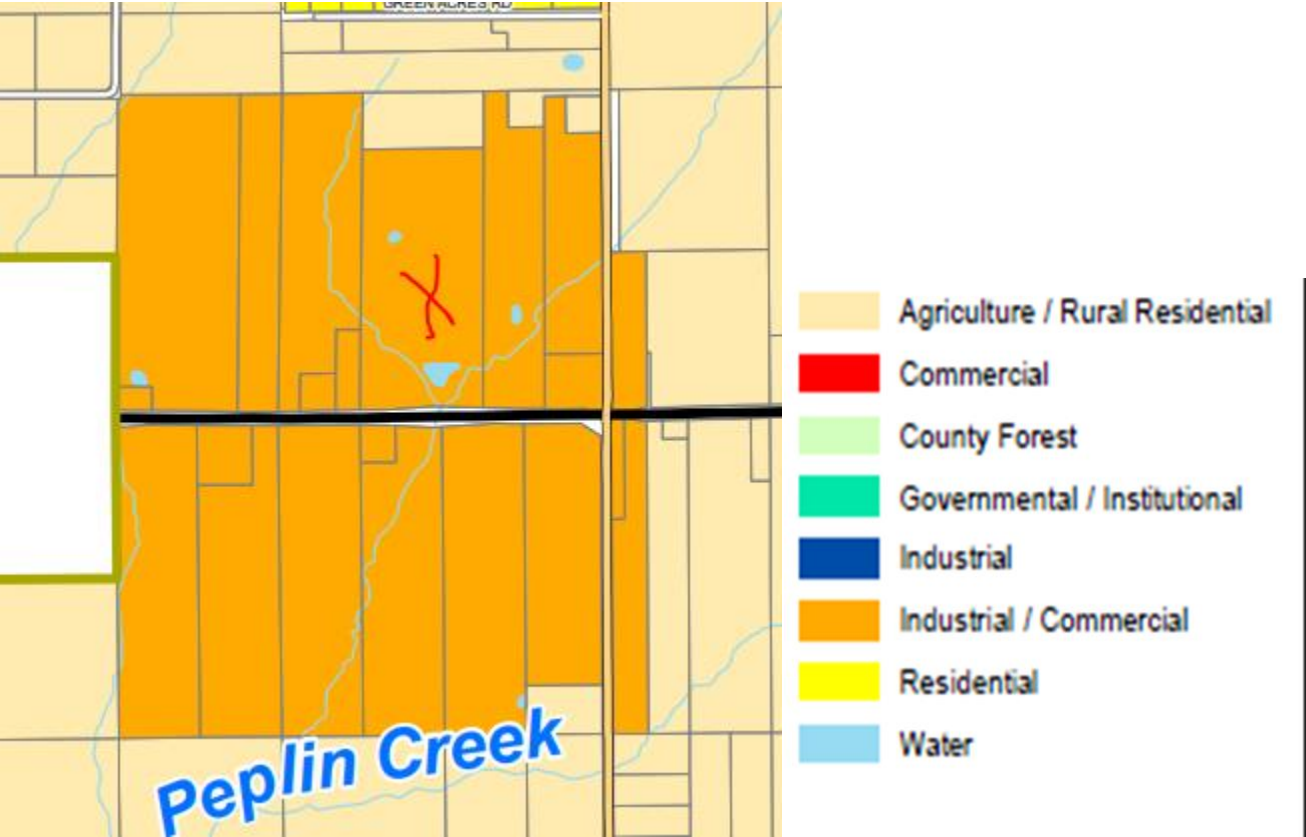 GREEN ACRES RD
Peplin Creek
Agriculture / Rural Residential
Commercial
County Forest
Governmental / Institutional
Industrial
Industrial / Commercial
Residential
Water